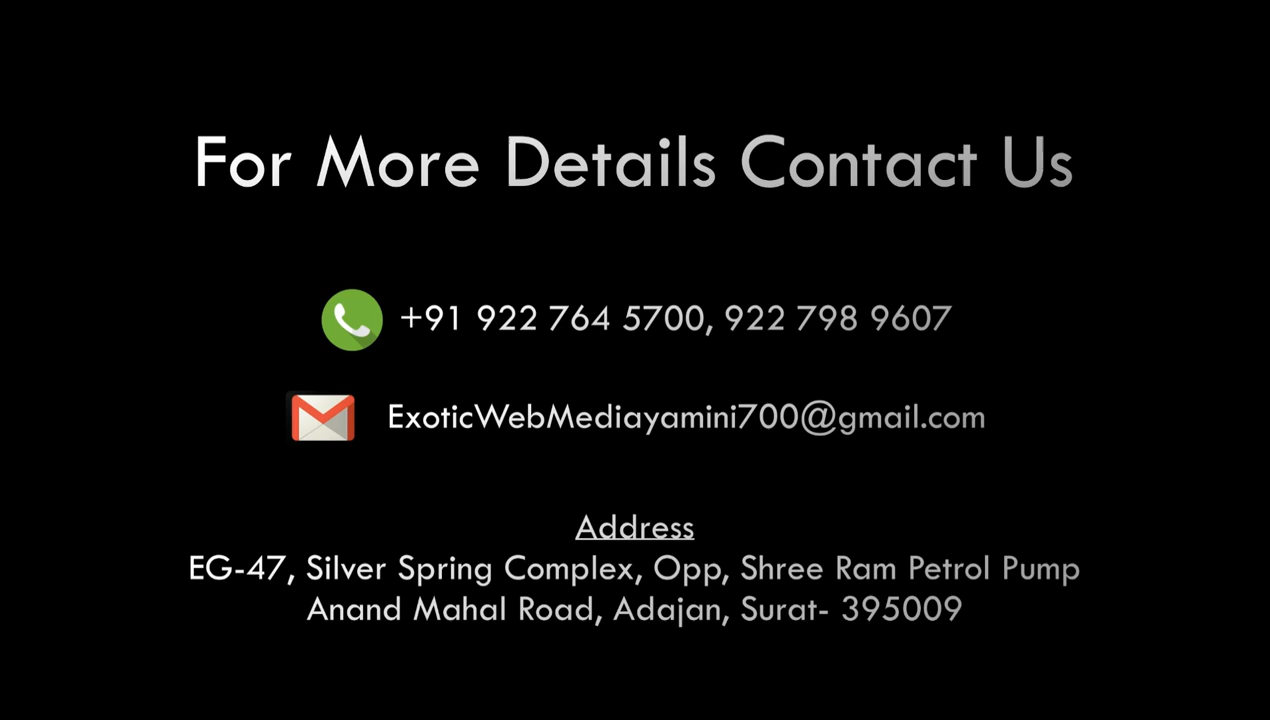 For More Details Contact Us
+91 922 764 5700, 922 798 9607
ExoticWebMediayamini700@gmail.com
Address
EG-47, Silver Spring Complex, Opp, Shree Ram Petrol Pump
Anand Mahal Road, Adajan, Surat- 395009